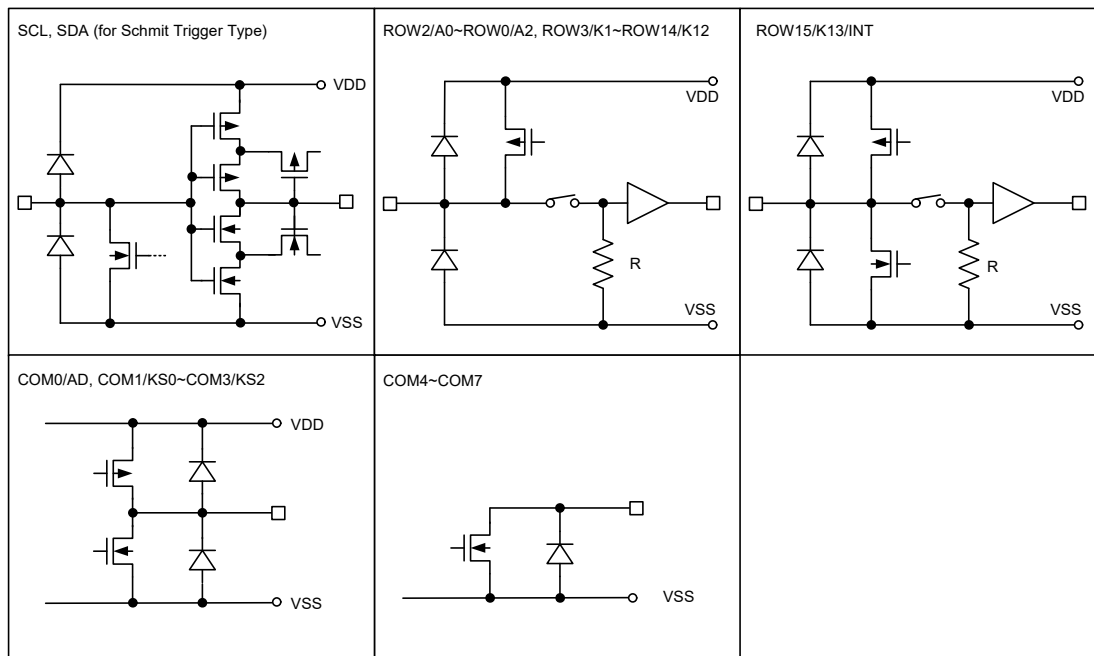 SCL, SDA (for Schmit Trigger Type)
VDD
VSS
ROW2/A0~ROW0/A2, ROW3/K1~ROW14/K12
VDD
R
VSS
ROW15/K13/INT
VDD
R
VSS
COM0/AD, COM1/KS0~COM3/KS2
VDD
VSS
COM4~COM7
VSS